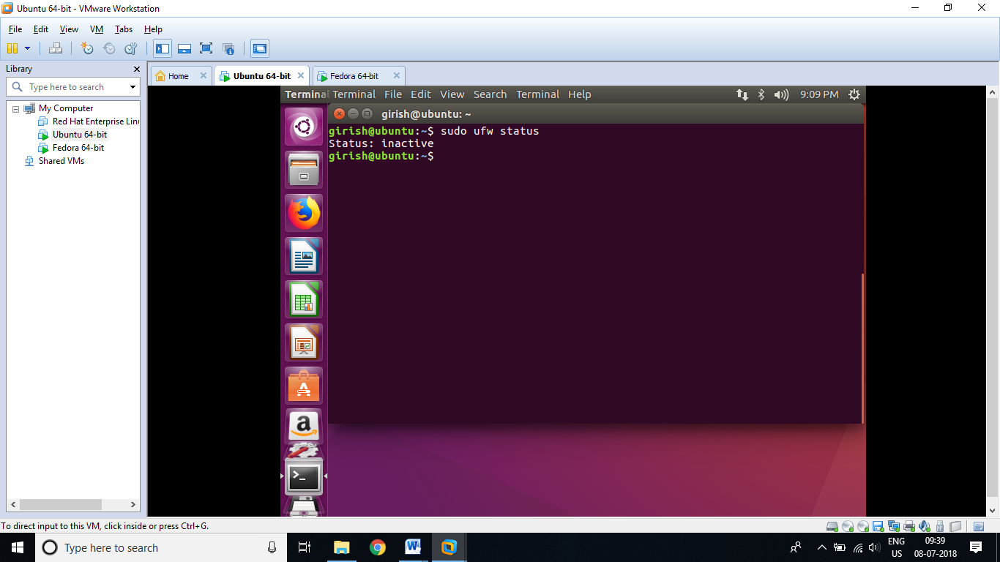 Ubuntu 64-bit - VMware Workstation
File Edit View VM Tabs Help
Library
Type here to search
My Computer
Red Hat Enterprise Linu
Ubuntu 64-bit
Fedora 64-bit
Shared VMs
Home
Ubuntu 64-bit
Fedora 64-bit
Terminal Terminal File Edit View Search Terminal Help
9:09 PM
girish@ubuntu: ~
girish@ubuntu:~$ sudo ufw status
Status: inactive
girish@ubuntu:~$
To direct input to this VM, click inside or press Ctrl+G.
Type here to search
ENG
US
09:39
08-07-2018